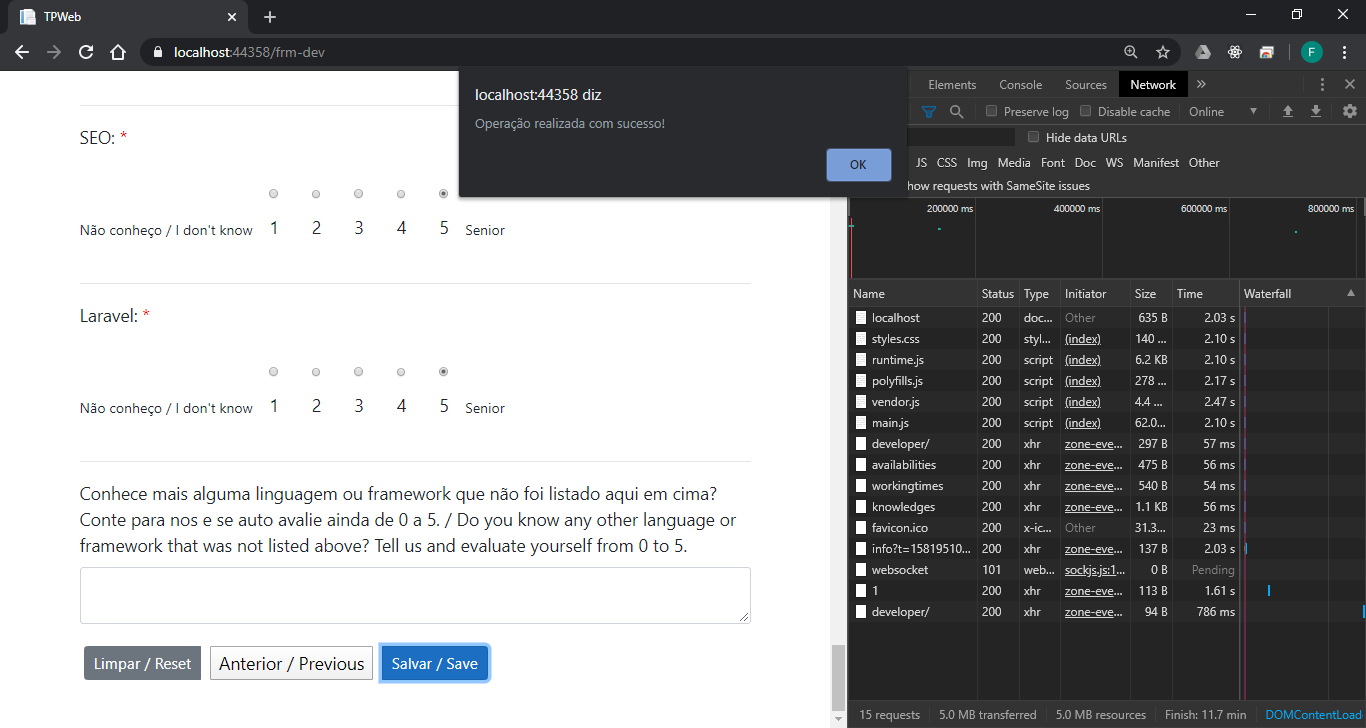 TPWeb
localhost:44358/frm-dev
F
SEO: *
Não conheço / I don't know 1 2 3 4 5 Senior
Laravel: *
Não conheço / I don't know 1 2 3 4 5 Senior
Conhece mais alguma linguagem ou framework que não foi listado aqui em cima?
Conte para nos e se auto avalie ainda de 0 a 5. / Do you know any other language or
framework that was not listed above? Tell us and evaluate yourself from 0 to 5.
Limpar / Reset Anterior / Previous Salvar / Save
localhost:44358 diz
Operação realizada com sucesso!
OK
Elements Console Sources Network »
Preserve log Disable cache Online
Hide data URLs
JS CSS Img Media Font Doc WS Manifest Other
how requests with SameSite issues
200000 ms 400000 ms 600000 ms 800000 ms
Name Status Type Initiator Size Time Waterfall
localhost 200 doc... Other 635 B 2.03 s
styles.css 200 styl... (index) 140 ... 2.10 s
runtime.js 200 script (index) 6.2 KB 2.10 s
polyfills.js 200 script (index) 278 ... 2.17 s
vendor.js 200 script (index) 4.4 ... 2.47 s
main.js 200 script (index) 62.0... 2.10 s
developer/ 200 xhr zone-eve... 297 B 57 ms
availabilities 200 xhr zone-eve... 475 B 56 ms
workingtimes 200 xhr zone-eve... 540 B 54 ms
knowledges 200 xhr zone-eve... 1.1 KB 56 ms
favicon.ico 200 x-ic... Other 31.3... 23 ms
info?t=15819510... 200 xhr zone-eve... 137 B 2.03 s
websocket 101 web... sockjs.js:1... 0 B Pending
1 200 xhr zone-eve... 113 B 1.61 s
developer/ 200 xhr zone-eve... 94 B 786 ms
15 requests 5.0 MB transferred 5.0 MB resources Finish: 11.7 min DOMContentLoad